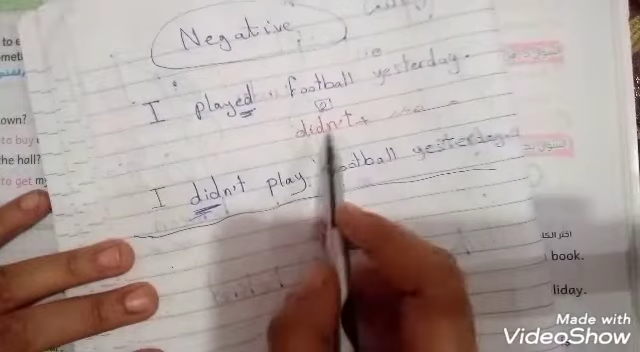 to e
Negative
I played football yesterday.
own?
to buy
didn't +
the hall?
to get m
I didn't play football yesterday
book.
liday.
Made with
VideoShow